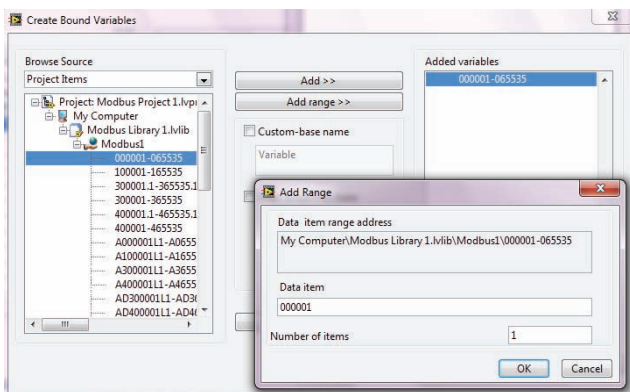 Create Bound Variables
Browse Source
Project Items
Project: Modbus Project 1.lvpr
My Computer
Modbus Library 1.lvlib
Modbus1
000001-065535
100001-165535
300001.1-365535.1
300001-365535
400001.1-465535.1
400001-465535
A000001L1-A0655
A100001L1-A1655
A300001L1-A3655
A400001L1-A4655
AD300001L1-AD3(
AD400001L1-AD4(
Add >>
Add range >>
Custom-base name
Variable
Added variables
000001-065535
Add Range
Data item range address
My Computer\Modbus Library 1.lvlib\Modbus1\000001-065535
Data item
000001
Number of items
1
OK
Cancel